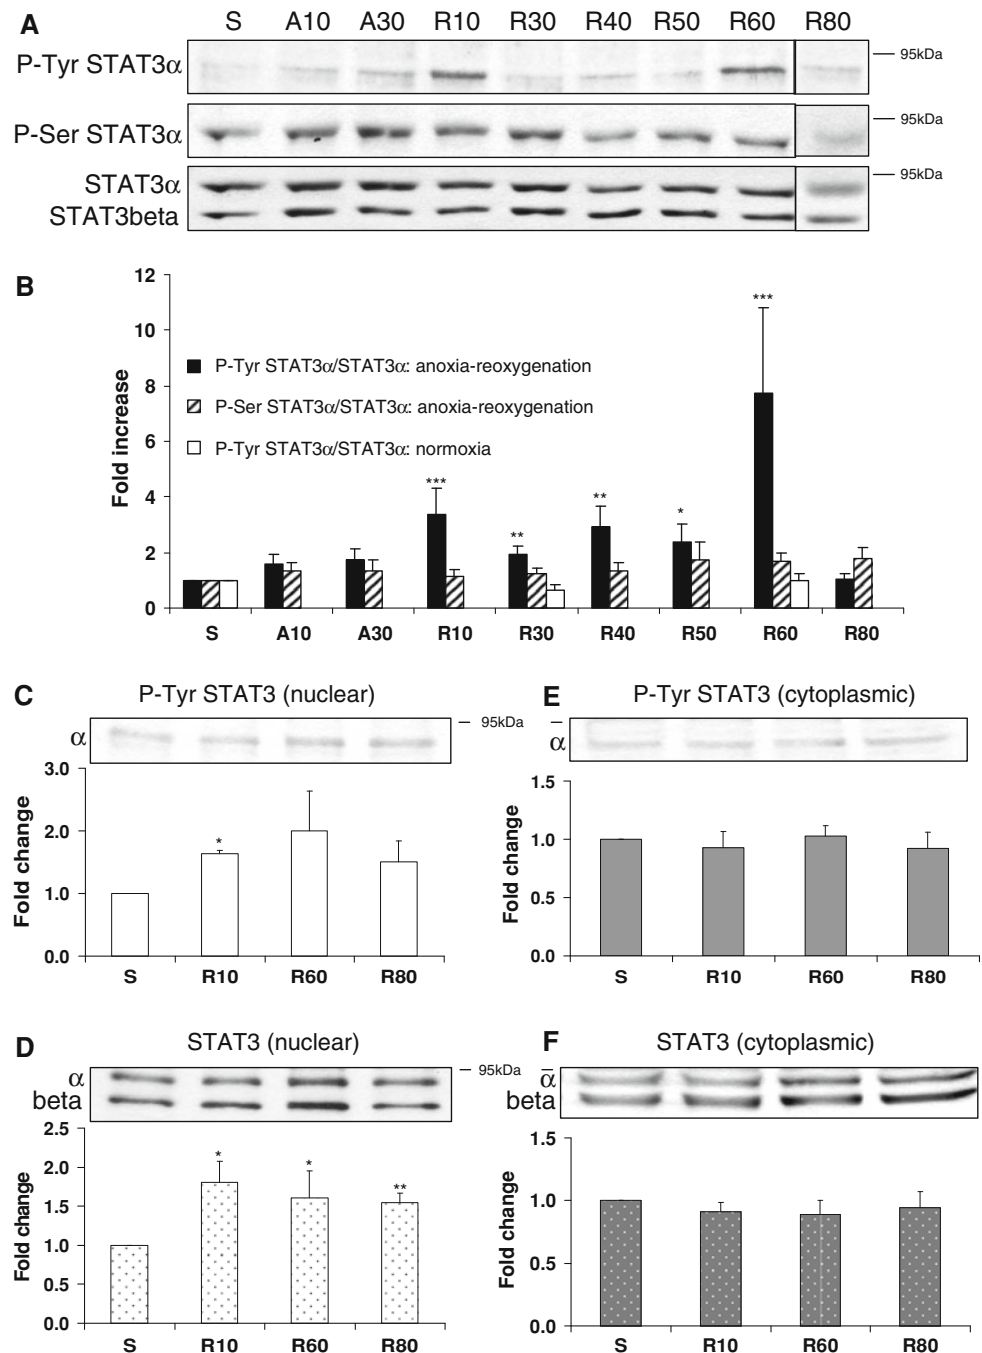 A
S A10 A30 R10 R30 R40 R50 R60 R80
P-Tyr STAT3α
95kDa
P-Ser STAT3α
95kDa
STAT3α
95kDa
STAT3beta
B
Fold increase
12
10
8
6
4
2
0
P-Tyr STAT3α/STAT3α: anoxia-reoxygenation
P-Ser STAT3α/STAT3α: anoxia-reoxygenation
P-Tyr STAT3α/STAT3α: normoxia
***
**
**
*
***
S A10 A30 R10 R30 R40 R50 R60 R80
C
P-Tyr STAT3 (nuclear)
α
95kDa
Fold change
3.0
2.0
1.0
0.0
*
S R10 R60 R80
E
P-Tyr STAT3 (cytoplasmic)
α
Fold change
1.5
1.0
0.5
0.0
S R10 R60 R80
D
STAT3 (nuclear)
α
95kDa
beta
Fold change
2.5
2.0
1.5
1.0
0.5
0.0
*
*
**
S R10 R60 R80
F
STAT3 (cytoplasmic)
α
beta
Fold change
1.5
1.0
0.5
0.0
S R10 R60 R80